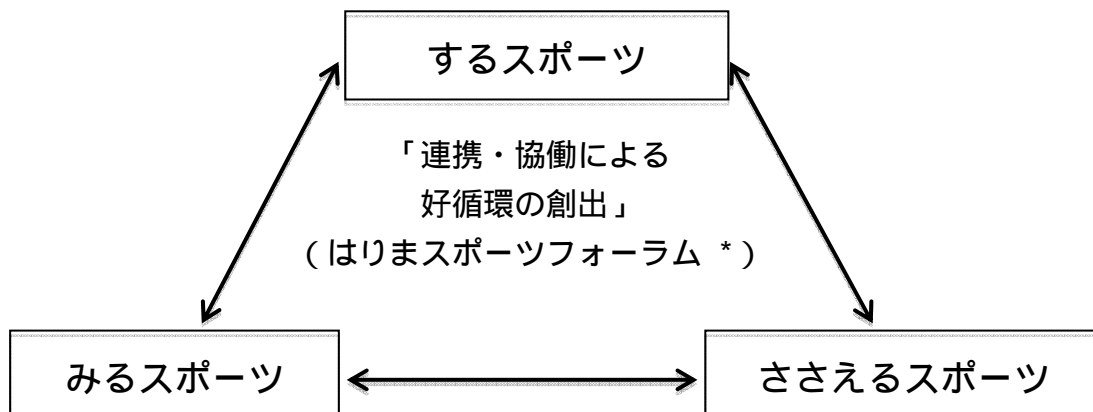 するスポーツ
「連携・協働による
好循環の創出」
(はりまスポーツフォーラム *)
みるスポーツ
ささえるスポーツ